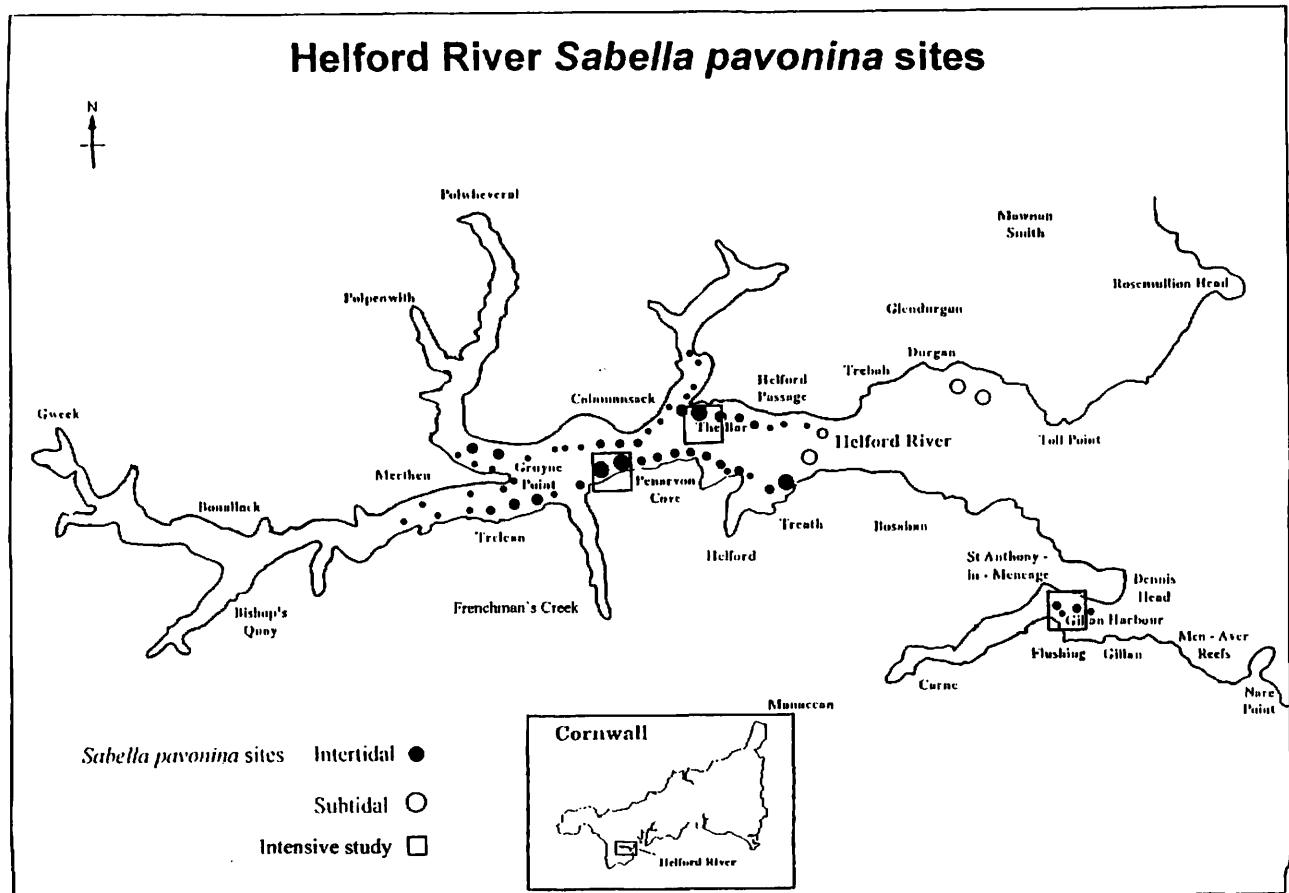 Helford River Sabella pavonina sites
N
Polwheveral
Mawnan
Smith
Polpenwith
Rosemullion Head
Glendurgan
Durgan
Trebah
Helford
Passage
Calamansack
Gweek
The Bar
Helford River
Toll Point
Merthen
Groyne
Point
Penarvon
Cove
Bonallack
Treath
Bosahan
Trelean
Helford
St Anthony -
in - Meneage
Dennis
Head
Frenchman's Creek
Bishop's
Quay
Gillan Harbour
Men - Aver
Reefs
Flushing
Gillan
Carne
Nare
Point
Manaccan
Cornwall
Sabella pavonina sites Intertidal
Subtidal
Intensive study
Helford River